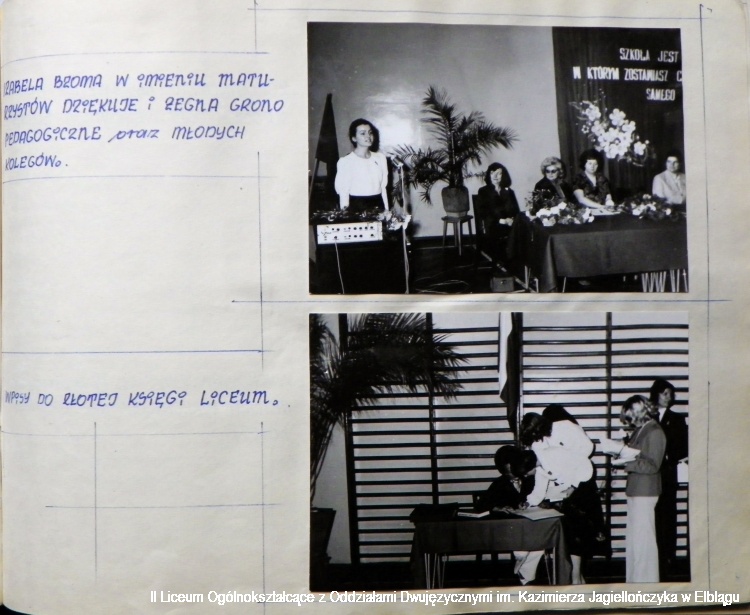 IZABELA BROMA W IMIENIU MATU-
RZYSTÓW DZIĘKUJE I ŻEGNA GRONO
PEDAGOGICZNE oraz MŁODYCH
KOLEGÓW.
SZKOŁA JEST
W KTÓRYM ZOSTAWIASZ C
SAMEGO
WPISY DO ZŁOTEJ KSIĘGI LICEUM.
II Liceum Ogólnokształcące z Oddziałami Dwujęzycznymi im. Kazimierza Jagiellończyka w Elblągu